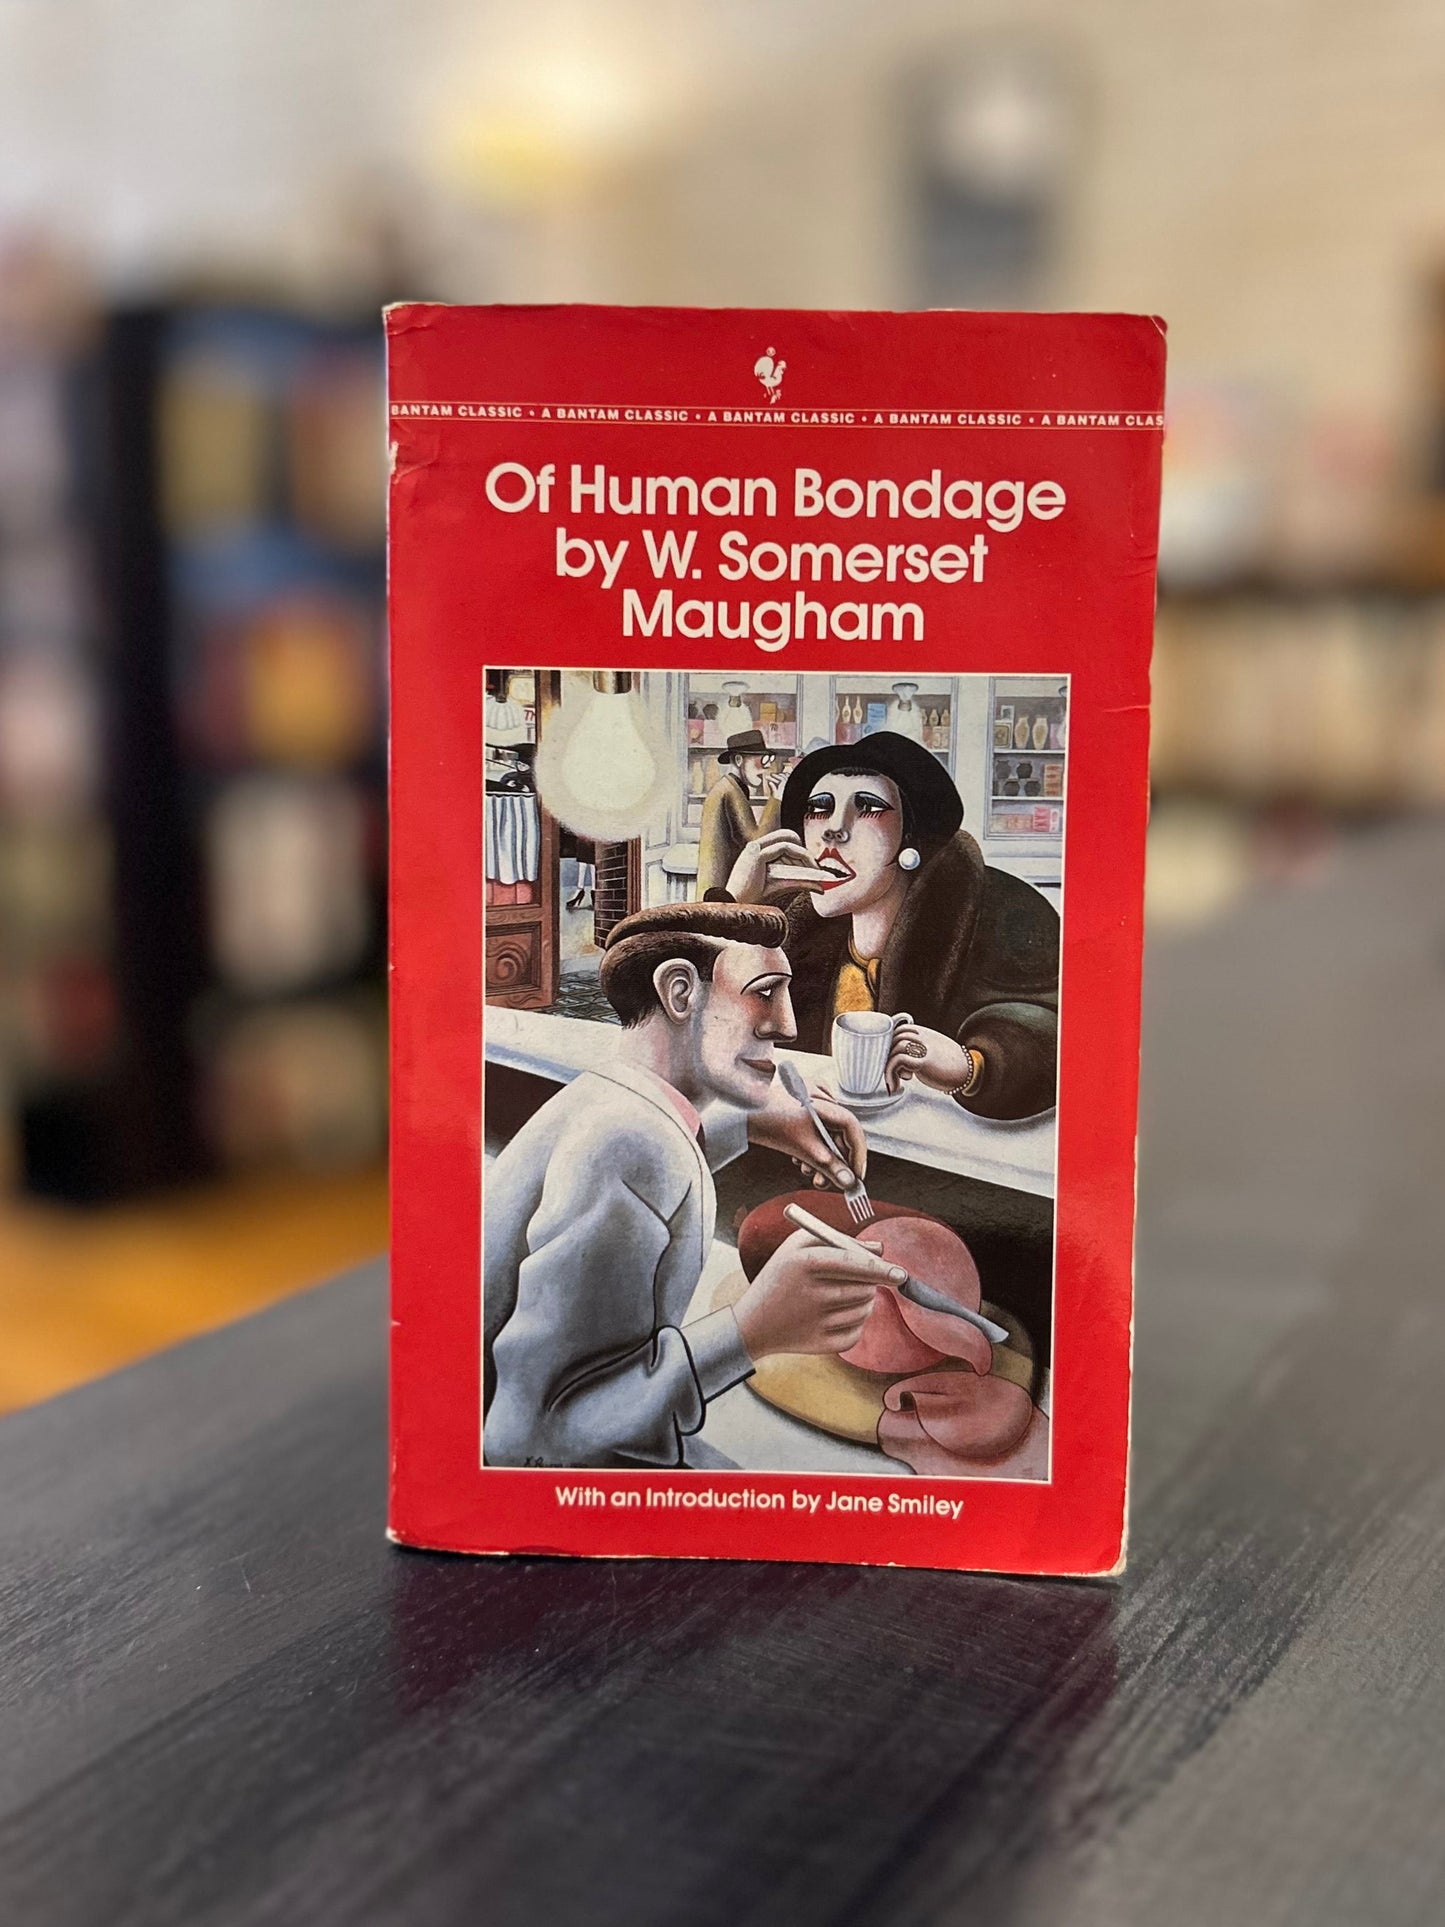 BANTAM CLASSIC • A BANTAM CLASSIC • A BANTAM CLASSIC • A BANTAM CLASSIC • A BANTAM CLAS
Of Human Bondage
by W. Somerset
Maugham
With an Introduction by Jane Smiley